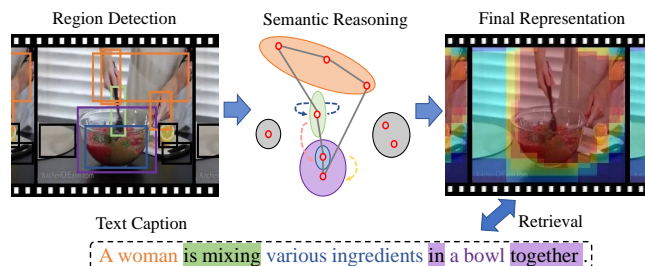 Region Detection
Semantic Reasoning
Final Representation
Text Caption
Retrieval
A woman is mixing various ingredients in a bowl together .